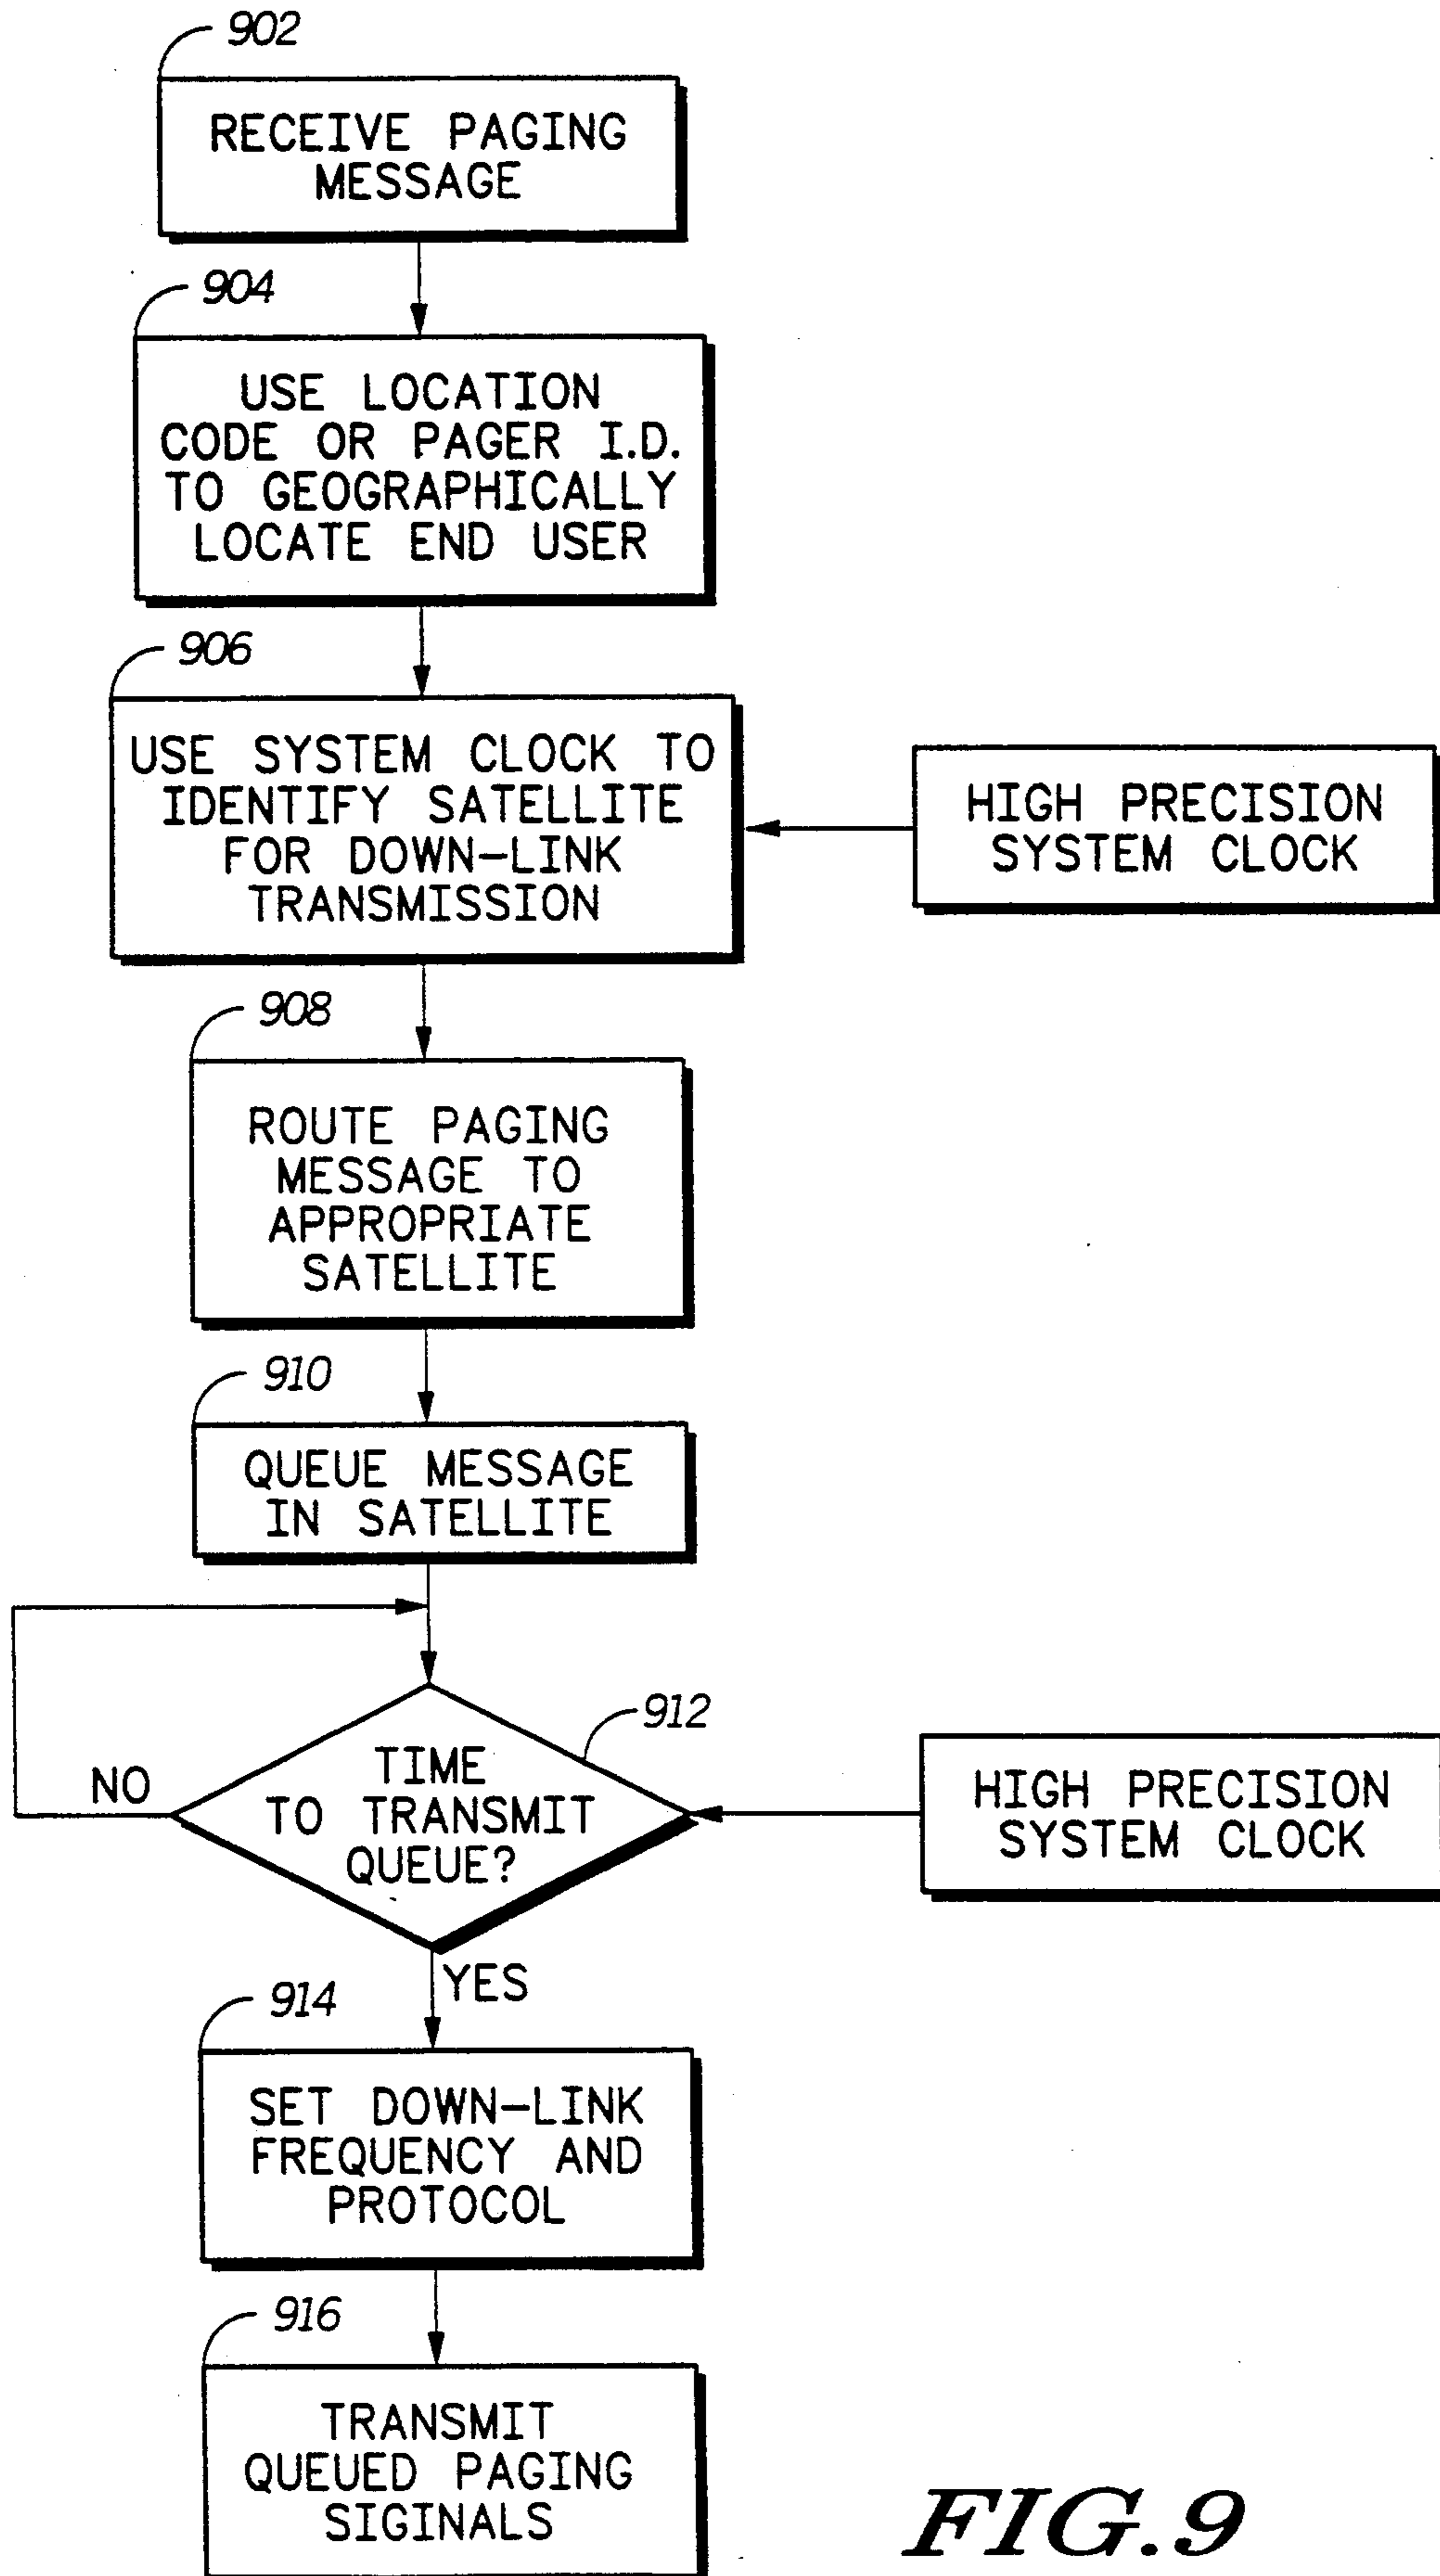 902
RECEIVE PAGING
MESSAGE
904
USE LOCATION
CODE OR PAGER I.D.
TO GEOGRAPHICALLY
LOCATE END USER
906
USE SYSTEM CLOCK TO
IDENTIFY SATELLITE
FOR DOWN-LINK
TRANSMISSION
HIGH PRECISION
SYSTEM CLOCK
908
ROUTE PAGING
MESSAGE TO
APPROPRIATE
SATELLITE
910
QUEUE MESSAGE
IN SATELLITE
912
TIME
TO TRANSMIT
QUEUE?
NO
HIGH PRECISION
SYSTEM CLOCK
YES
914
SET DOWN-LINK
FREQUENCY AND
PROTOCOL
916
TRANSMIT
QUEUED PAGING
SIGINALS
FIG.9